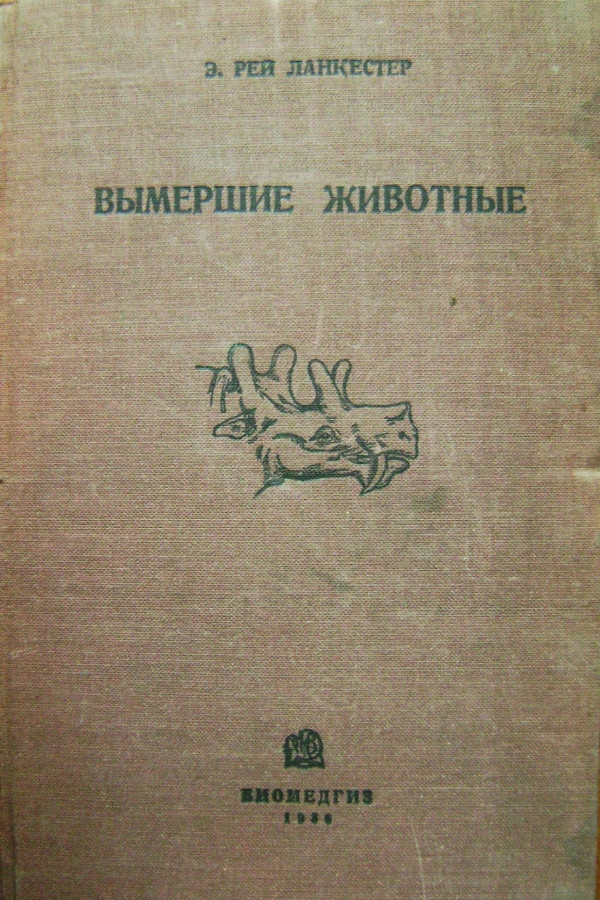 Э. РЕЙ ЛАНКЕСТЕР
ВЫМЕРШИЕ ЖИВОТНЫЕ
БИОМЕДГИЗ
1936